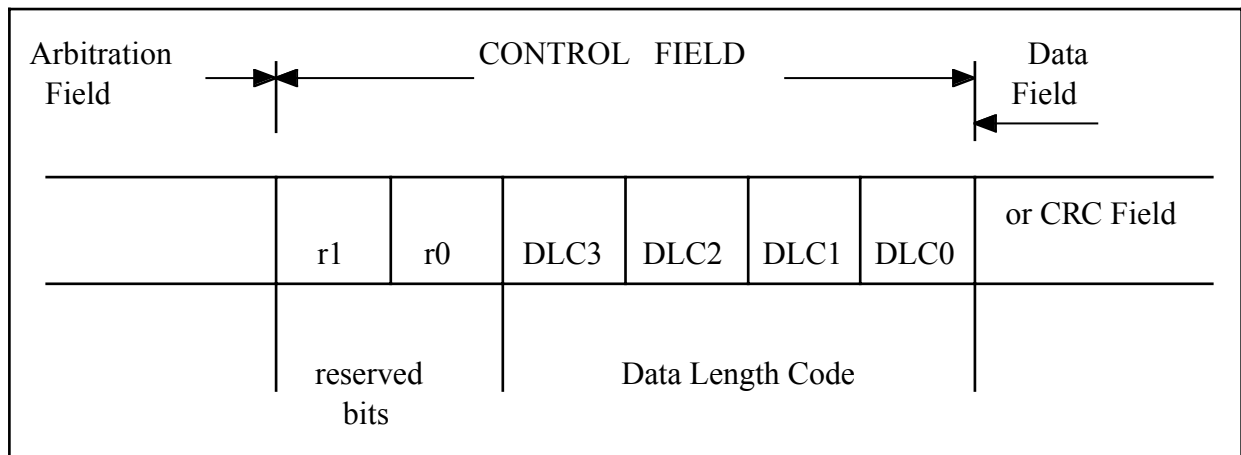 Arbitration CONTROL FIELD Data
Field Field
or CRC Field
r1 r0 DLC3 DLC2 DLC1 DLC0
reserved Data Length Code
bits